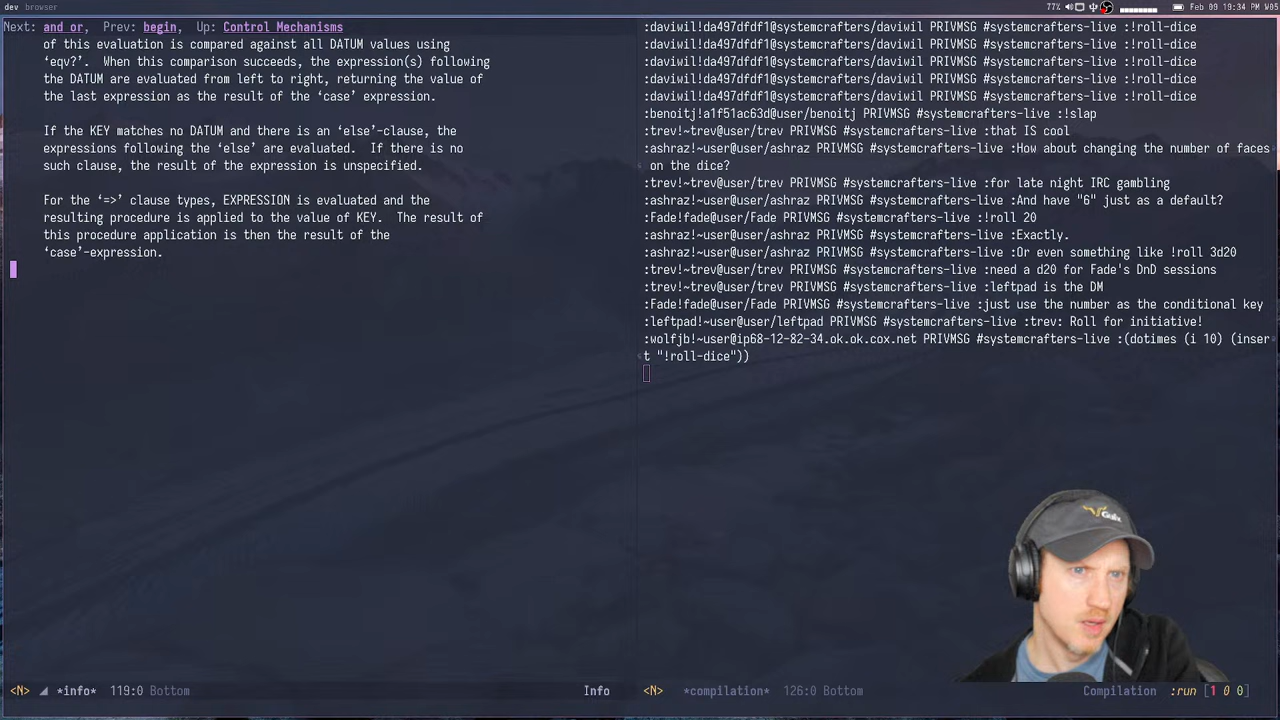 dev browser
77% Feb 09 19:34 PM W05
Next: and or, Prev: begin, Up: Control Mechanisms
of this evaluation is compared against all DATUM values using
‘eqv?’. When this comparison succeeds, the expression(s) following
the DATUM are evaluated from left to right, returning the value of
the last expression as the result of the ‘case’ expression.
If the KEY matches no DATUM and there is an ‘else’-clause, the
expressions following the ‘else’ are evaluated. If there is no
such clause, the result of the expression is unspecified.
For the ‘=>’ clause types, EXPRESSION is evaluated and the
resulting procedure is applied to the value of KEY. The result of
this procedure application is then the result of the
‘case’-expression.
<N> *info* 119:0 Bottom Info
:daviwil!da497dfdf1@systemcrafters/daviwil PRIVMSG #systemcrafters-live :!roll-dice
:daviwil!da497dfdf1@systemcrafters/daviwil PRIVMSG #systemcrafters-live :!roll-dice
:daviwil!da497dfdf1@systemcrafters/daviwil PRIVMSG #systemcrafters-live :!roll-dice
:daviwil!da497dfdf1@systemcrafters/daviwil PRIVMSG #systemcrafters-live :!roll-dice
:daviwil!da497dfdf1@systemcrafters/daviwil PRIVMSG #systemcrafters-live :!roll-dice
:benoitj!a1f51ac63d@user/benoitj PRIVMSG #systemcrafters-live :!slap
:trev!~trev@user/trev PRIVMSG #systemcrafters-live :that IS cool
:ashraz!~user@user/ashraz PRIVMSG #systemcrafters-live :How about changing the number of faces
on the dice?
:trev!~trev@user/trev PRIVMSG #systemcrafters-live :for late night IRC gambling
:ashraz!~user@user/ashraz PRIVMSG #systemcrafters-live :And have "6" just as a default?
:Fade!fade@user/Fade PRIVMSG #systemcrafters-live :!roll 20
:ashraz!~user@user/ashraz PRIVMSG #systemcrafters-live :Exactly.
:ashraz!~user@user/ashraz PRIVMSG #systemcrafters-live :Or even something like !roll 3d20
:trev!~trev@user/trev PRIVMSG #systemcrafters-live :need a d20 for Fade's DnD sessions
:trev!~trev@user/trev PRIVMSG #systemcrafters-live :leftpad is the DM
:Fade!fade@user/Fade PRIVMSG #systemcrafters-live :just use the number as the conditional key
:leftpad!~user@user/leftpad PRIVMSG #systemcrafters-live :trev: Roll for initiative!
:wolfjb!~user@ip68-12-82-34.ok.ok.cox.net PRIVMSG #systemcrafters-live :(dotimes (i 10) (inser
t "!roll-dice"))
Guix
<N> *compilation* 126:0 Bottom Compilation :run [1 0 0]